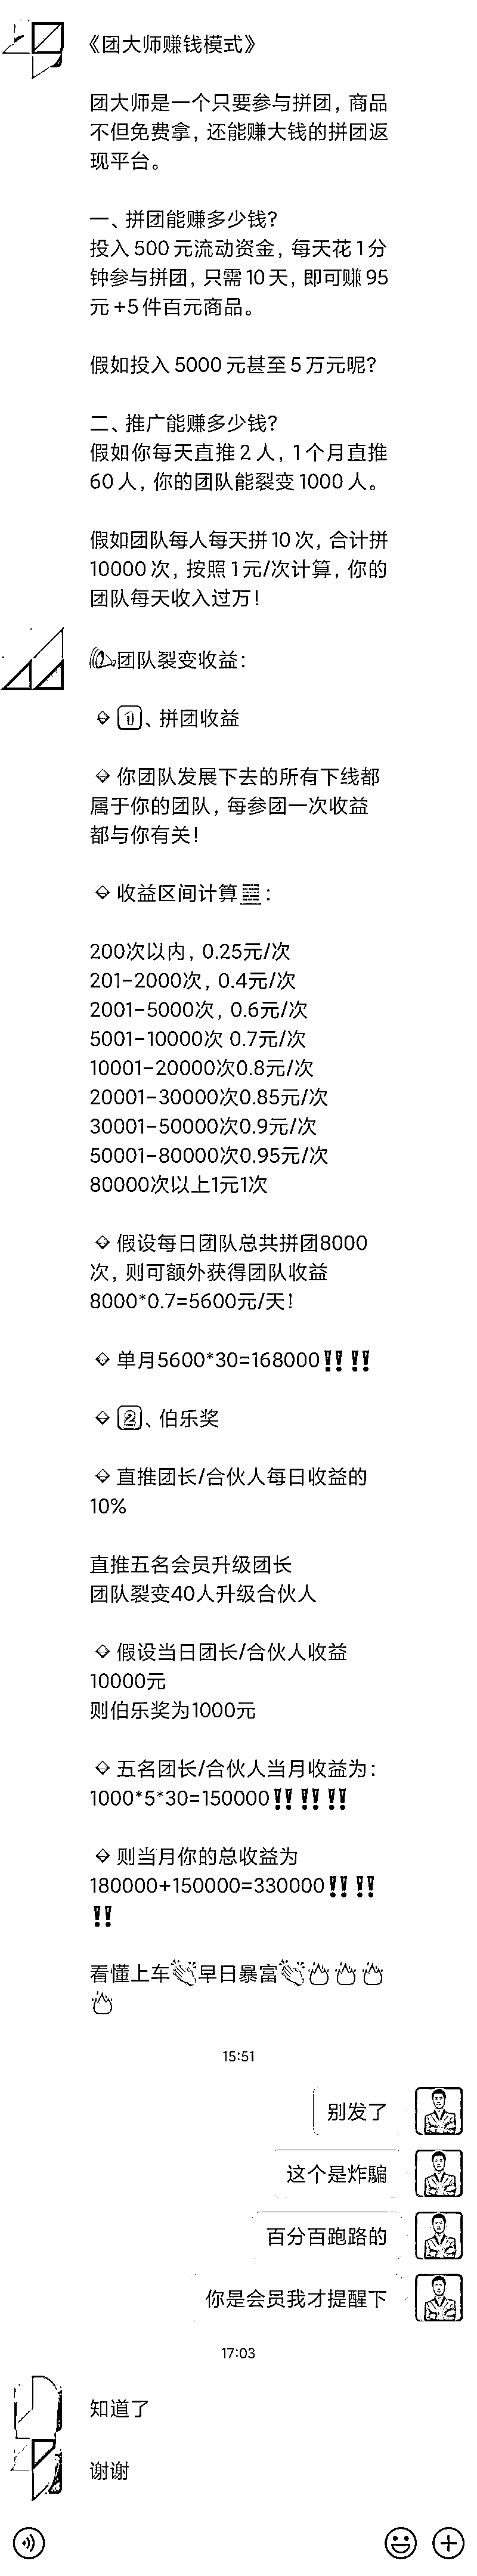 《团大师赚钱模式》
团大师是一个只要参与拼团，商品
不但免费拿，还能赚大钱的拼团返
现平台。
一、拼团能赚多少钱？
投入 500 元流动资金，每天花 1 分
钟参与拼团，只需 10 天，即可赚 95
元 +5 件百元商品。
假如投入 5000 元甚至 5 万元呢？
二、推广能赚多少钱？
假如你每天直推 2 人，1 个月直推
60 人，你的团队能裂变 1000 人。
假如团队每人每天拼 10 次，合计拼
10000 次，按照 1 元/次计算，你的
团队每天收入过万！
团队裂变收益：
1、拼团收益
你团队发展下去的所有下线都
属于你的团队，每参团一次收益
都与你有关！
收益区间计算：
200次以内，0.25元/次
201-2000次，0.4元/次
2001-5000次，0.6元/次
5001-10000次 0.7元/次
10001-20000次0.8元/次
20001-30000次0.85元/次
30001-50000次0.9元/次
50001-80000次0.95元/次
80000次以上1元1次
假设每日团队总共拼团8000
次，则可额外获得团队收益
8000*0.7=5600元/天！
单月5600*30=168000‼️‼️
2、伯乐奖
直推团长/合伙人每日收益的
10%
直推五名会员升级团长
团队裂变40人升级合伙人
假设当日团长/合伙人收益
10000元
则伯乐奖为1000元
五名团长/合伙人当月收益为：
1000*5*30=150000‼️‼️‼️
则当月你的总收益为
180000+150000=330000‼️‼️
‼️
看懂上车👏早日暴富👏🔥🔥🔥
🔥
15:51
别发了
这个是炸騙
百分百跑路的
你是会员我才提醒下
17:03
知道了
谢谢